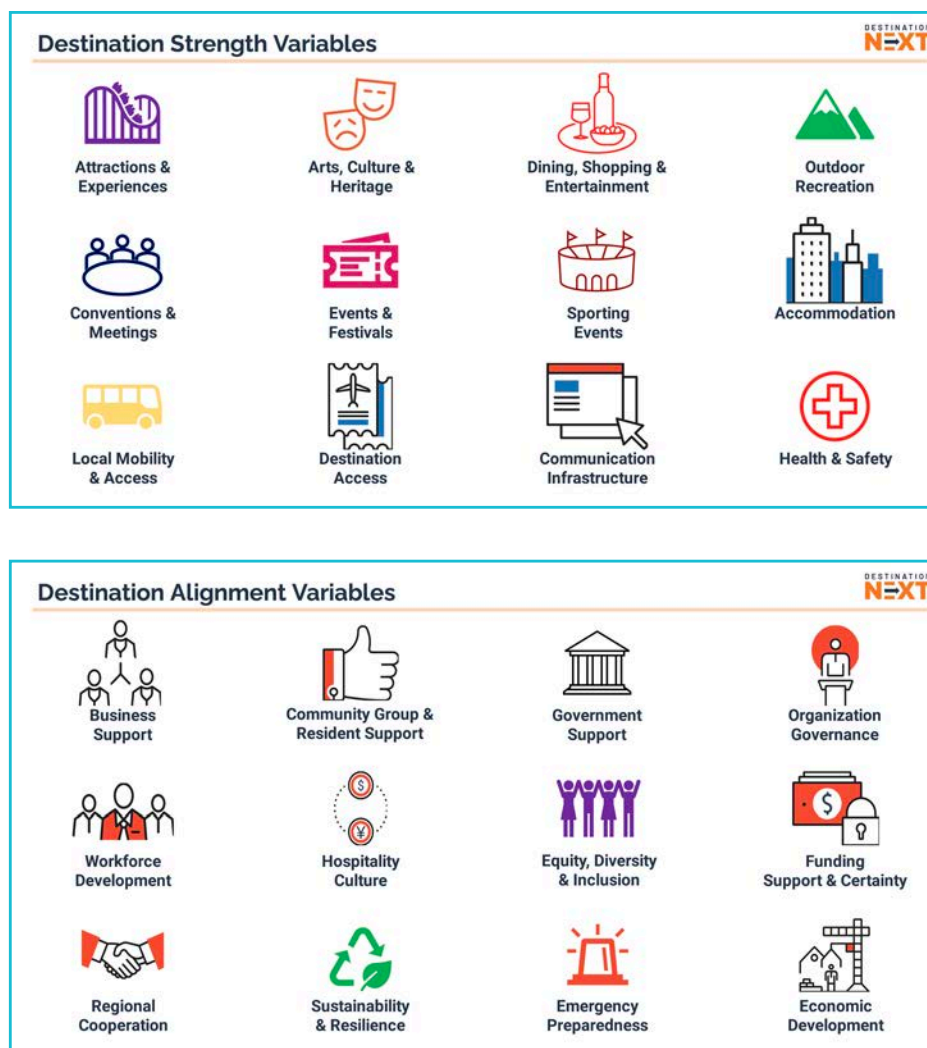 Destination Strength Variables
DESTINATION
NEXT
Attractions &
Experiences
Arts, Culture &
Heritage
Dining, Shopping &
Entertainment
Outdoor
Recreation
Conventions &
Meetings
Events &
Festivals
Sporting
Events
Accommodation
Local Mobility
& Access
Destination
Access
Communication
Infrastructure
Health & Safety
Destination Alignment Variables
DESTINATION
NEXT
Business
Support
Community Group &
Resident Support
Government
Support
Organization
Governance
$
¥
$
Workforce
Development
Hospitality
Culture
Equity, Diversity
& Inclusion
Funding
Support & Certainty
Regional
Cooperation
Sustainability
& Resilience
Emergency
Preparedness
Economic
Development